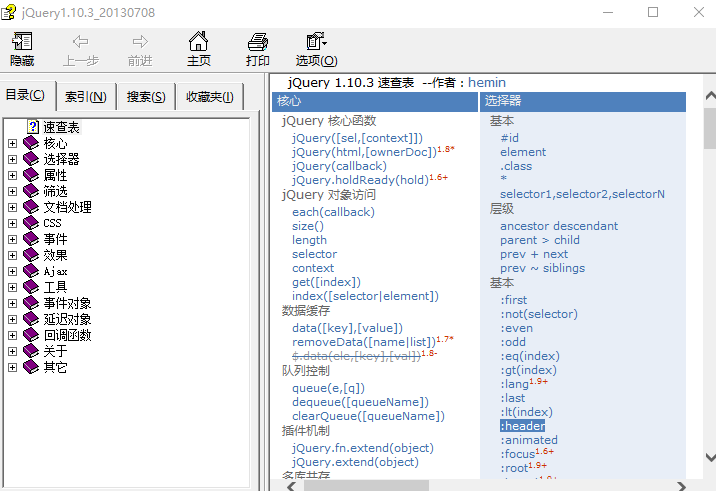 jQuery1.10.3_20130708
隐藏 上一步 前进 主页 打印 选项(O)
目录(C) 索引(N) 搜索(S) 收藏夹(I)
速查表
核心
选择器
属性
筛选
文档处理
CSS
事件
效果
Ajax
工具
事件对象
延迟对象
回调函数
关于
其它
jQuery 1.10.3 速查表 --作者：hemin
核心
jQuery 核心函数
jQuery([sel,[context]])
jQuery(html,[ownerDoc])1.8*
jQuery(callback)
jQuery.holdReady(hold)1.6+
jQuery 对象访问
each(callback)
size()
length
selector
context
get([index])
index([selector|element])
数据缓存
data([key],[value])
removeData([name|list])1.7*
$.data(ele,[key],[val])1.8-
队列控制
queue(e,[q])
dequeue([queueName])
clearQueue([queueName])
插件机制
jQuery.fn.extend(object)
jQuery.extend(object)
多库共存
选择器
基本
#id
element
.class
*
selector1,selector2,selectorN
层级
ancestor descendant
parent > child
prev + next
prev ~ siblings
基本
:first
:not(selector)
:even
:odd
:eq(index)
:gt(index)
:lang1.9+
:last
:lt(index)
:header
:animated
:focus1.6+
:root1.9+